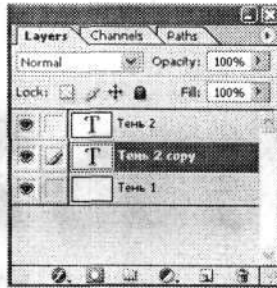 Layers Channels Paths
Normal Opacity: 100%
Lock: Fill: 100%
T Тень 2
T Тень 2 copy
Тень 1